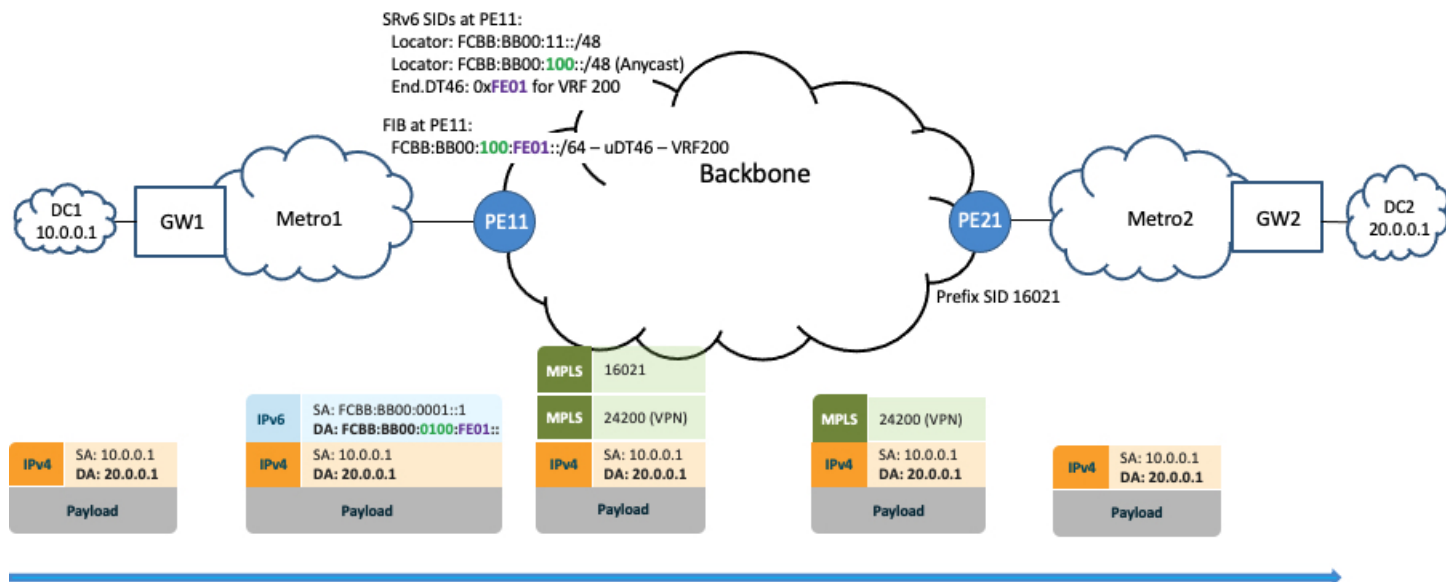 SRv6 SIDs at PE11:
Locator: FCBB:BB00:11::/48
Locator: FCBB:BB00:100::/48 (Anycast)
End.DT46: 0xFE01 for VRF 200
FIB at PE11:
FCBB:BB00:100:FE01::/64 – uDT46 – VRF200
Backbone
DC1
10.0.0.1
GW1
Metro1
PE11
PE21
Metro2
GW2
DC2
20.0.0.1
Prefix SID 16021
IPv4
SA: 10.0.0.1
DA: 20.0.0.1
Payload
IPv6
SA: FCBB:BB00:0001::1
DA: FCBB:BB00:0100:FE01::
IPv4
SA: 10.0.0.1
DA: 20.0.0.1
Payload
MPLS
16021
MPLS
24200 (VPN)
IPv4
SA: 10.0.0.1
DA: 20.0.0.1
Payload
MPLS
24200 (VPN)
IPv4
SA: 10.0.0.1
DA: 20.0.0.1
Payload
IPv4
SA: 10.0.0.1
DA: 20.0.0.1
Payload